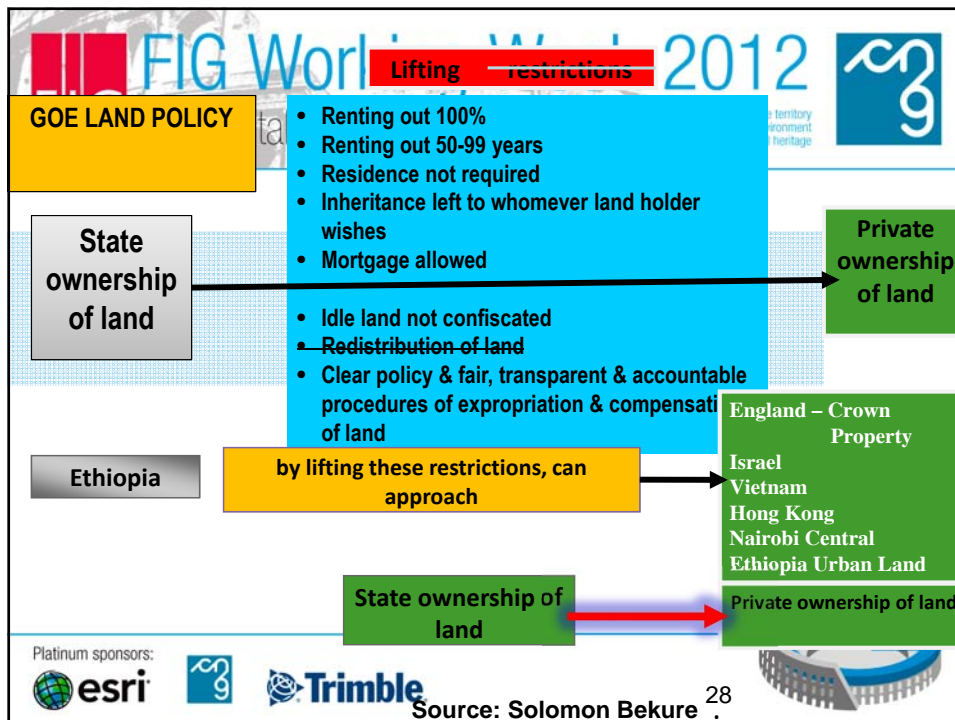 FIG Working Week 2012
Lifting restrictions
GOE LAND POLICY
• Renting out 100%
• Renting out 50-99 years
• Residence not required
• Inheritance left to whomever land holder
wishes
• Mortgage allowed
• Idle land not confiscated
• Redistribution of land
• Clear policy & fair, transparent & accountable
procedures of expropriation & compensati
of land
territory
ironment
heritage
State
ownership
of land
Private
ownership
of land
Ethiopia
by lifting these restrictions, can
approach
England – Crown
Property
Israel
Vietnam
Hong Kong
Nairobi Central
Ethiopia Urban Land
State ownership of
land
Private ownership of land
Platinum sponsors:
esri
Trimble
Source: Solomon Bekure
28